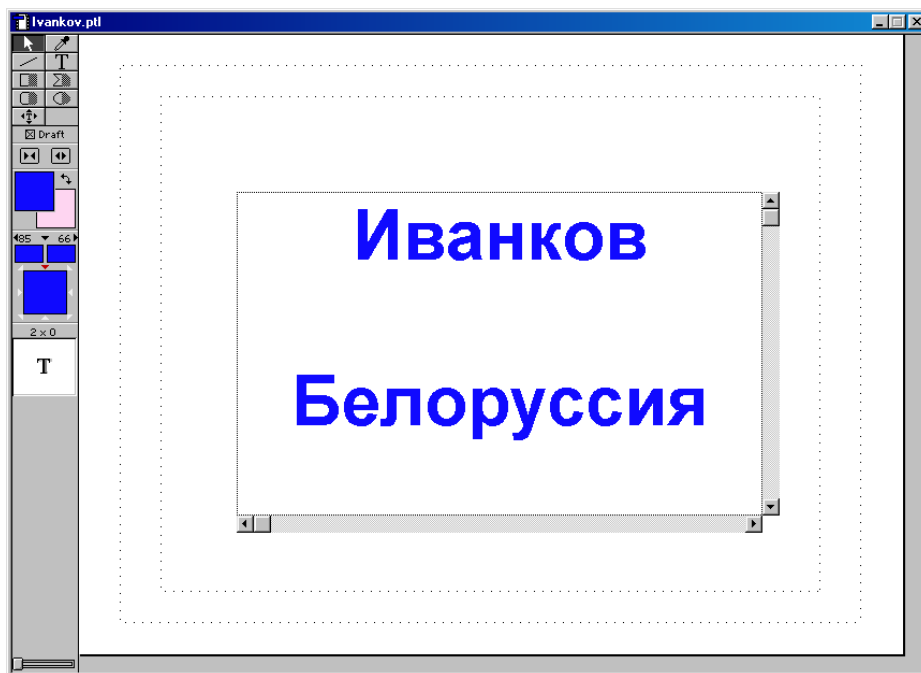 Ivankov.ptl
T
Draft
85 66
2 × 0
T
Иванков
Белоруссия